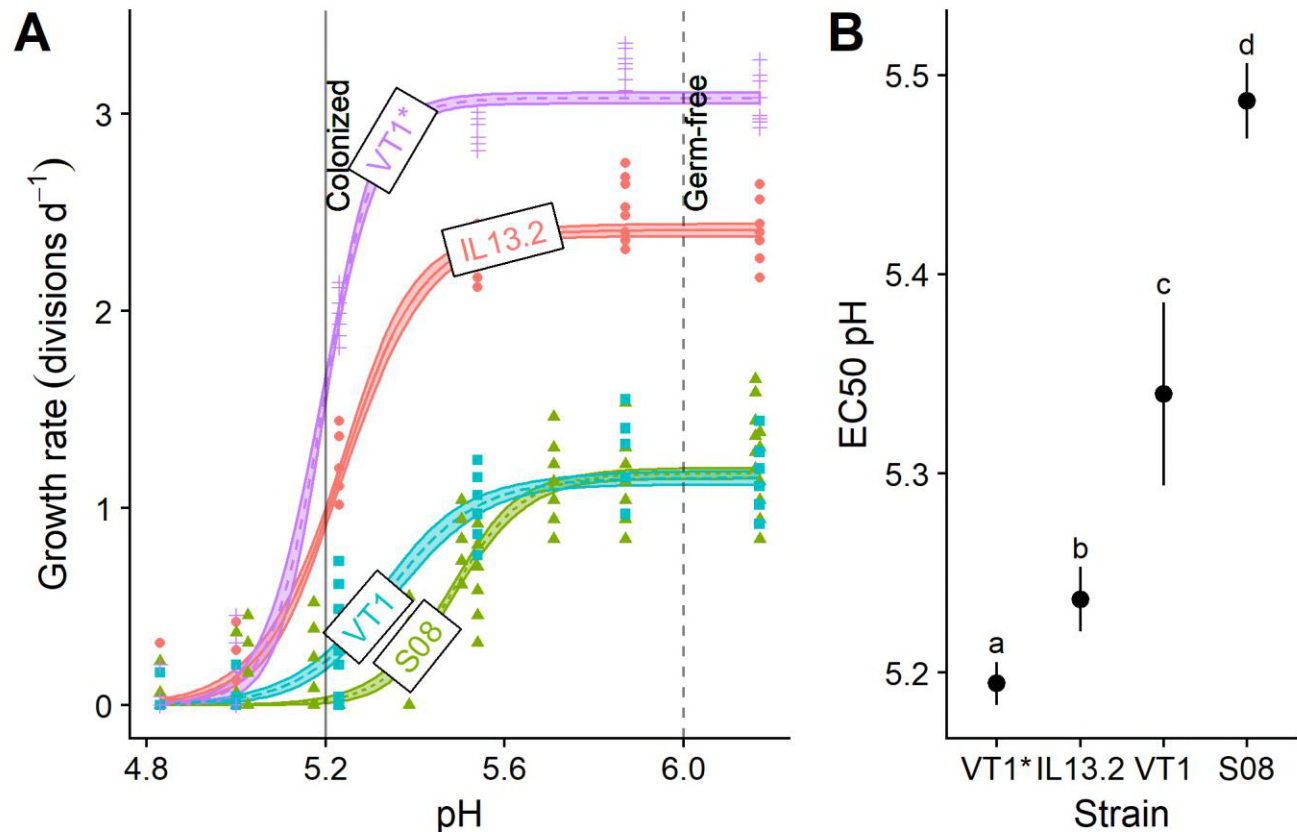 A
Growth rate (divisions d⁻¹)
3
2
1
0
VT1*
Colonized
IL13.2
Germ-free
VT1
S08
4.8 5.2 5.6 6.0
pH
B
EC50 pH
5.5
5.4
5.3
5.2
a
b
c
d
VT1* IL13.2 VT1 S08
Strain